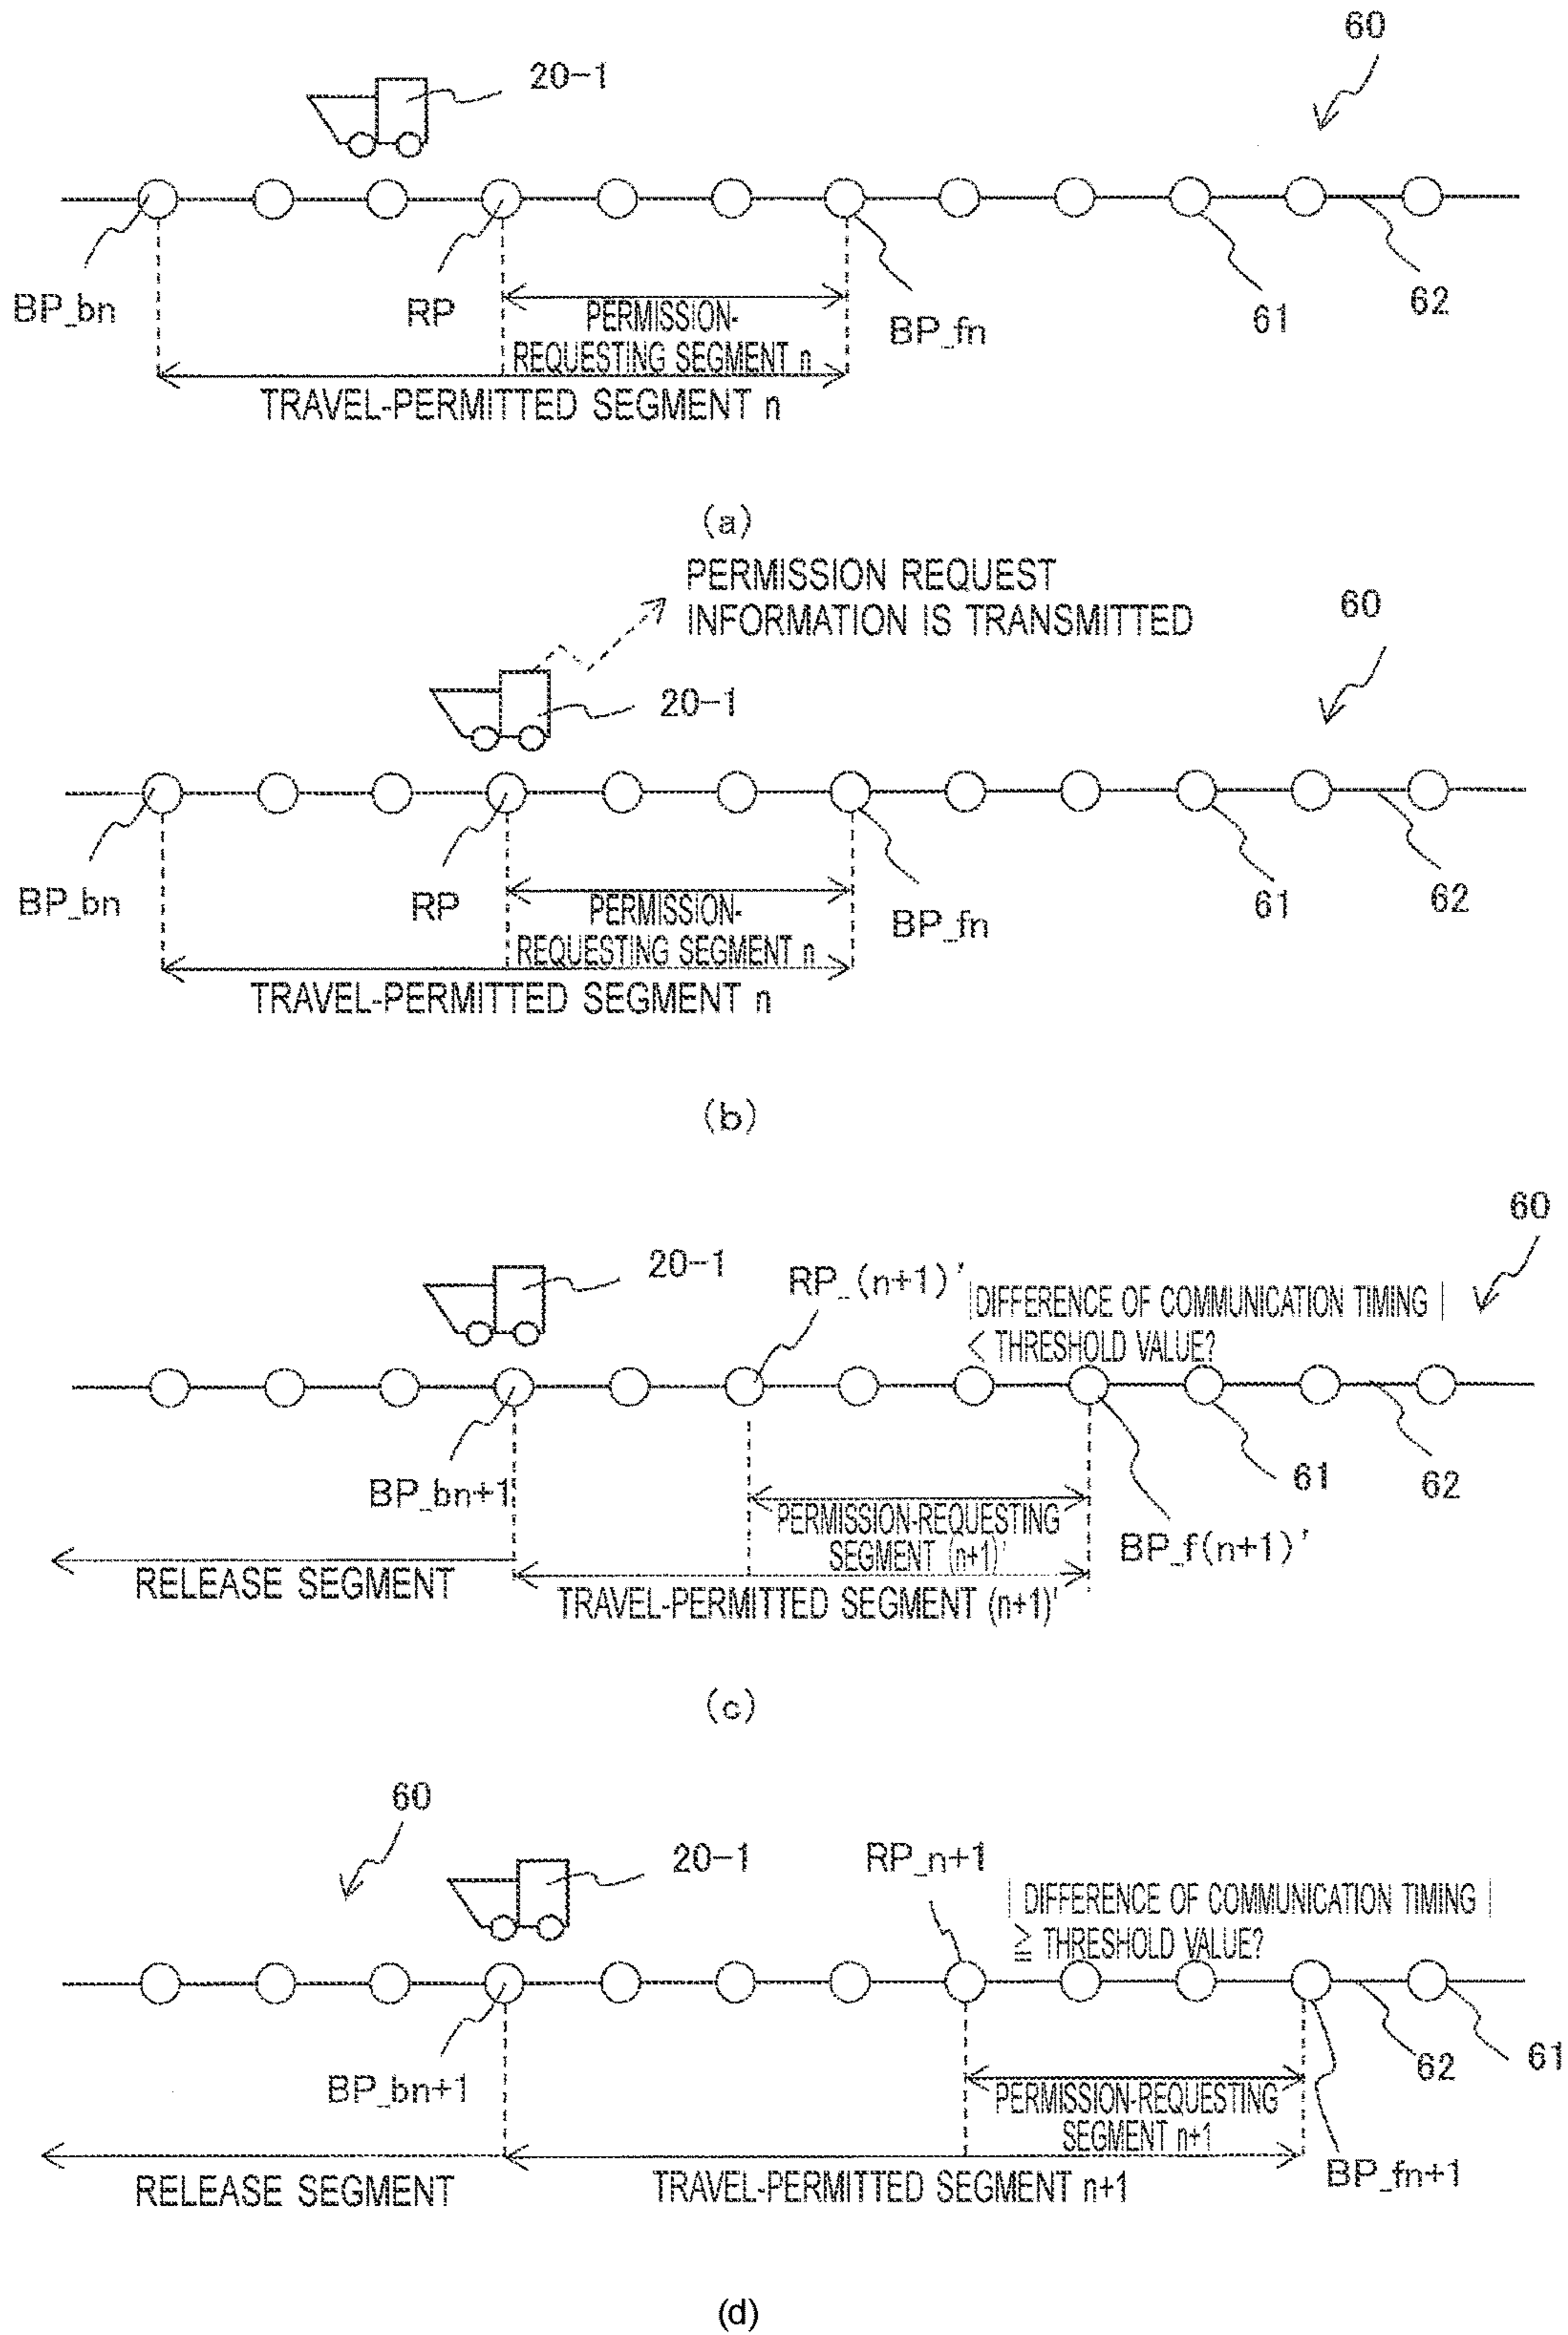 60
20-1
BP_bn
RP
PERMISSION-
REQUESTING SEGMENT n
BP_fn
61
62
TRAVEL-PERMITTED SEGMENT n
(a)
PERMISSION REQUEST
INFORMATION IS TRANSMITTED
60
20-1
BP_bn
RP
PERMISSION-
REQUESTING SEGMENT n
BP_fn
61
62
TRAVEL-PERMITTED SEGMENT n
(b)
60
20-1
RP_(n+1)'
|DIFFERENCE OF COMMUNICATION TIMING|
< THRESHOLD VALUE?
BP_bn+1
61
62
PERMISSION-REQUESTING
SEGMENT (n+1)'
BP_f(n+1)'
RELEASE SEGMENT
TRAVEL-PERMITTED SEGMENT (n+1)'
(c)
60
20-1
RP_n+1
|DIFFERENCE OF COMMUNICATION TIMING|
≧ THRESHOLD VALUE?
BP_bn+1
62
61
PERMISSION-REQUESTING
SEGMENT n+1
BP_fn+1
RELEASE SEGMENT
TRAVEL-PERMITTED SEGMENT n+1
(d)